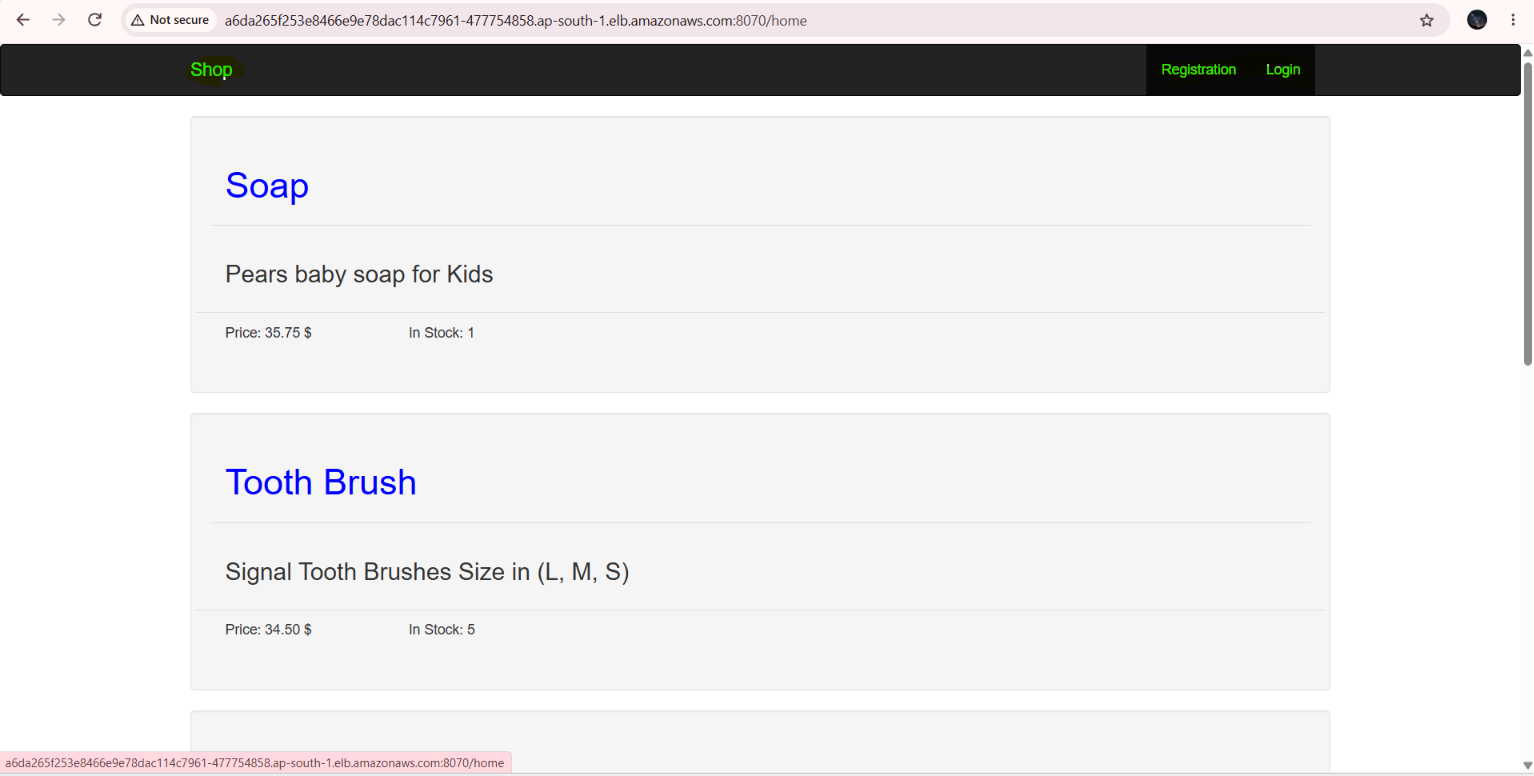 Not secure a6da265f253e8466e9e78dac114c7961-477754858.ap-south-1.elb.amazonaws.com:8070/home
Shop Registration Login
Soap
Pears baby soap for Kids
Price: 35.75 $ In Stock: 1
Tooth Brush
Signal Tooth Brushes Size in (L, M, S)
Price: 34.50 $ In Stock: 5
a6da265f253e8466e9e78dac114c7961-477754858.ap-south-1.elb.amazonaws.com:8070/home